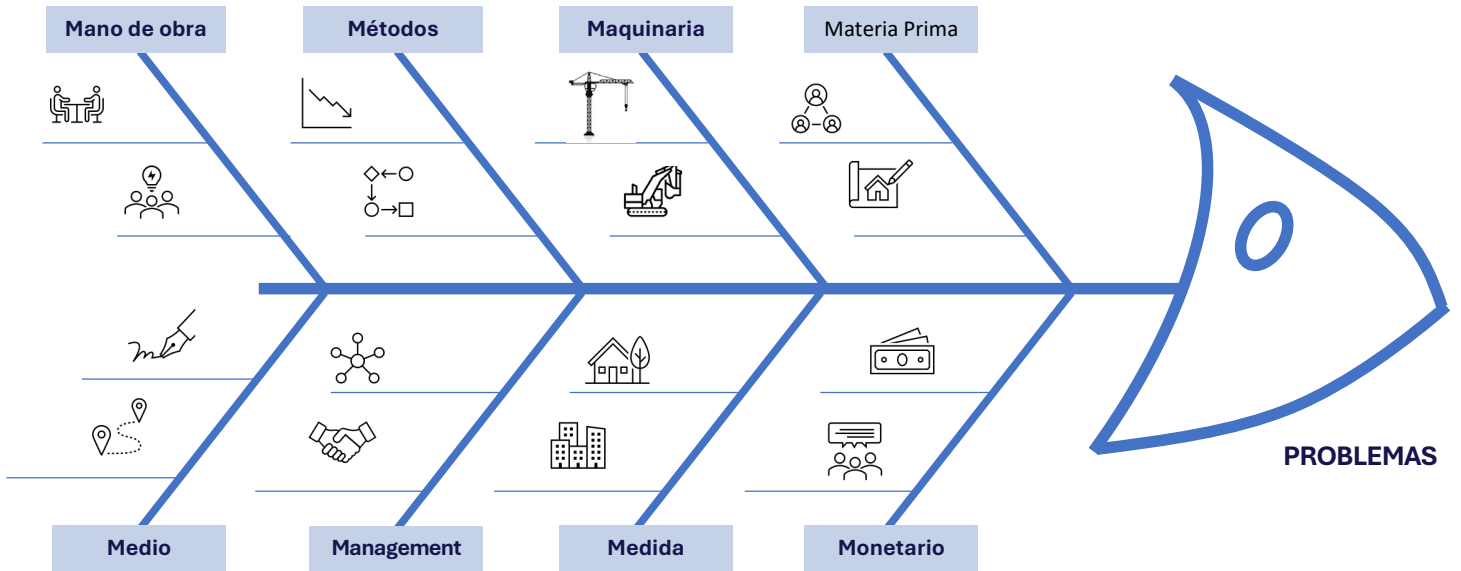 Mano de obra
Métodos
Maquinaria
Materia Prima
PROBLEMAS
Medio
Management
Medida
Monetario